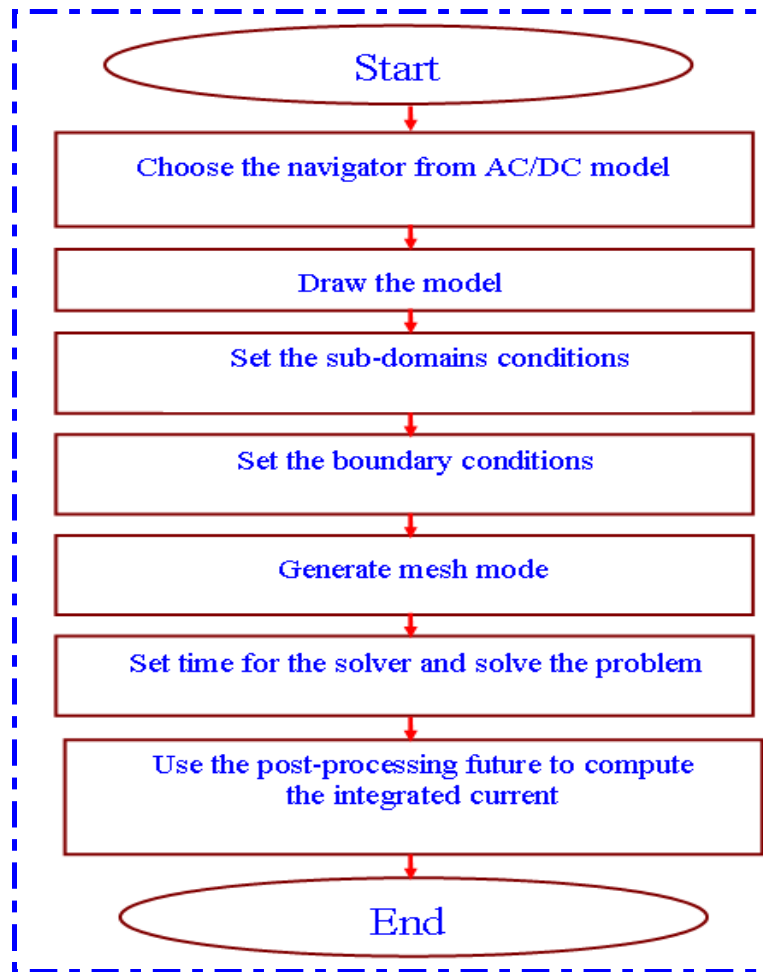 Start
Choose the navigator from AC/DC model
Draw the model
Set the sub-domains conditions
Set the boundary conditions
Generate mesh mode
Set time for the solver and solve the problem
Use the post-processing future to compute
the integrated current
End